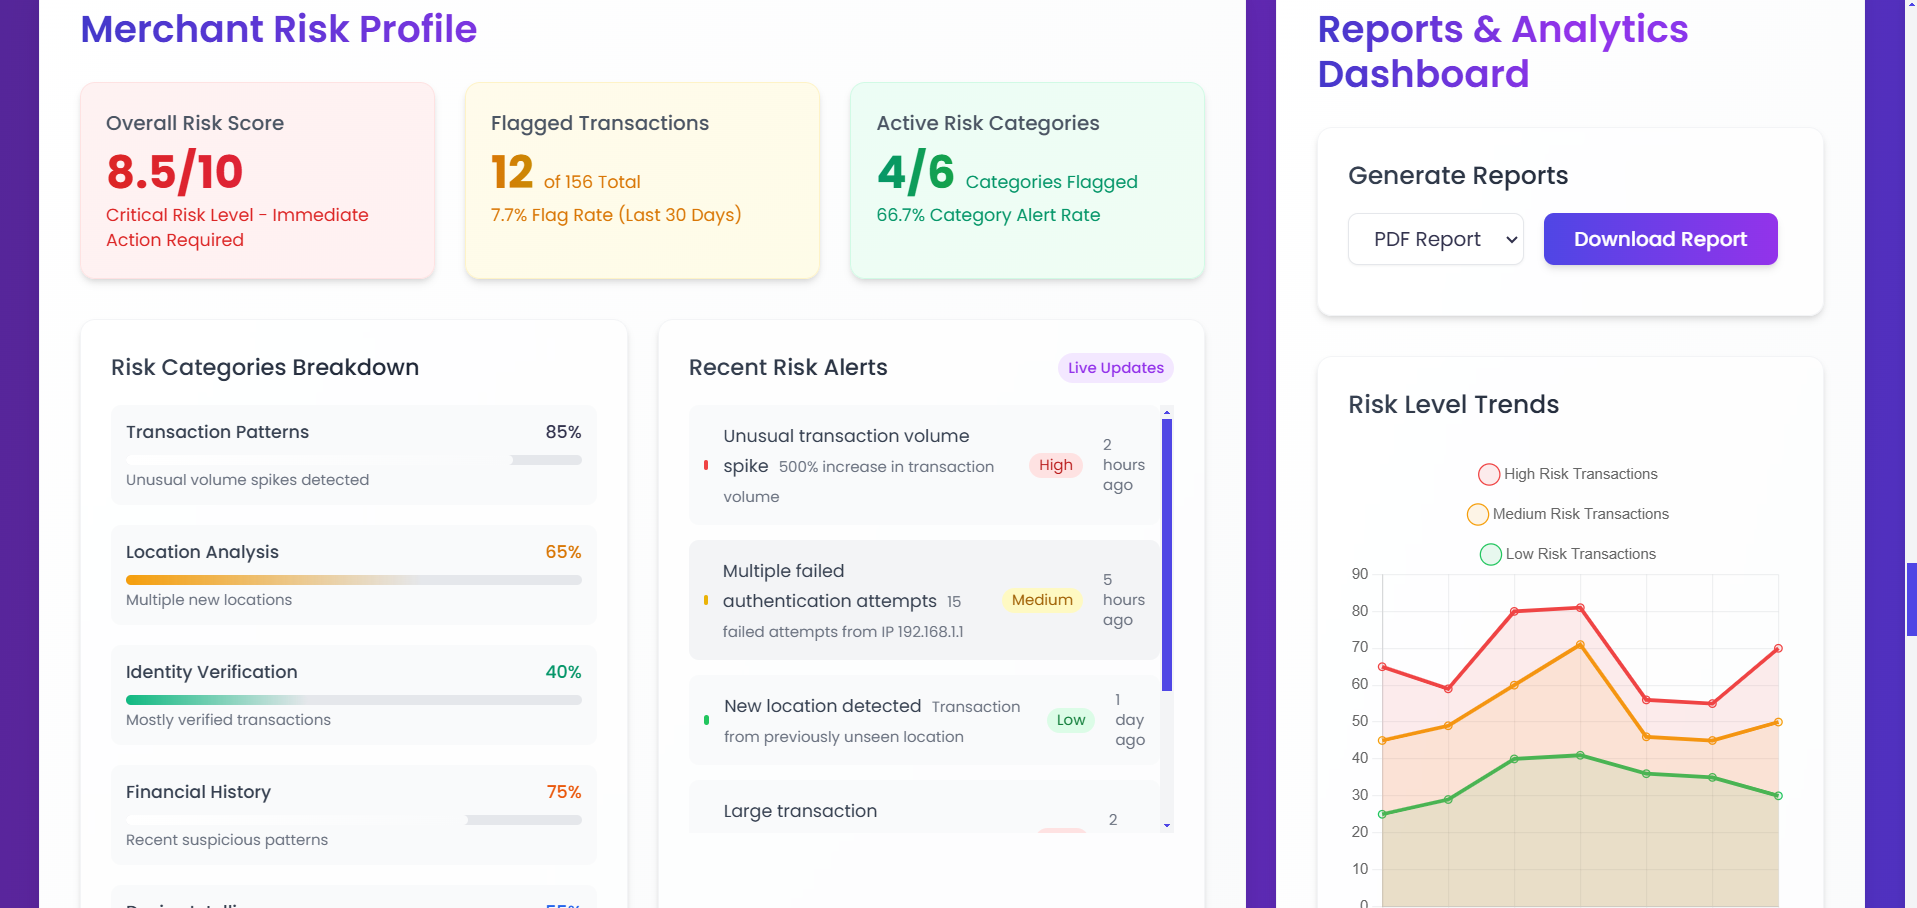 Merchant Risk Profile
Overall Risk Score
8.5/10
Critical Risk Level - Immediate
Action Required
Flagged Transactions
12 of 156 Total
7.7% Flag Rate (Last 30 Days)
Active Risk Categories
4/6 Categories Flagged
66.7% Category Alert Rate
Risk Categories Breakdown
Transaction Patterns 85%
Unusual volume spikes detected
Location Analysis 65%
Multiple new locations
Identity Verification 40%
Mostly verified transactions
Financial History 75%
Recent suspicious patterns
Recent Risk Alerts
Live Updates
Unusual transaction volume
spike 500% increase in transaction
volume
High
2
hours
ago
Multiple failed
authentication attempts 15
failed attempts from IP 192.168.1.1
Medium
5
hours
ago
New location detected Transaction
from previously unseen location
Low
1
day
ago
Large transaction
2
Reports & Analytics
Dashboard
Generate Reports
PDF Report
Download Report
Risk Level Trends
High Risk Transactions
Medium Risk Transactions
Low Risk Transactions
90
80
70
60
50
40
30
20
10
0